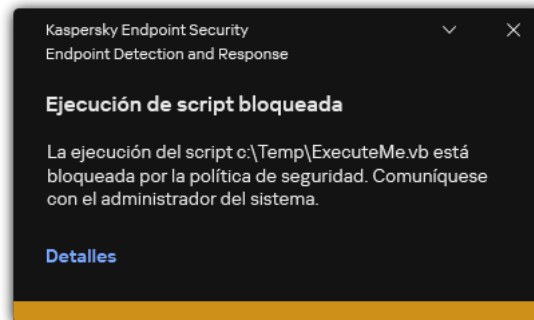 Kaspersky Endpoint Security
Endpoint Detection and Response
Ejecución de script bloqueada
La ejecución del script c:\Temp\ExecuteMe.vb está
bloqueada por la política de seguridad. Comuníquese
con el administrador del sistema.
Detalles